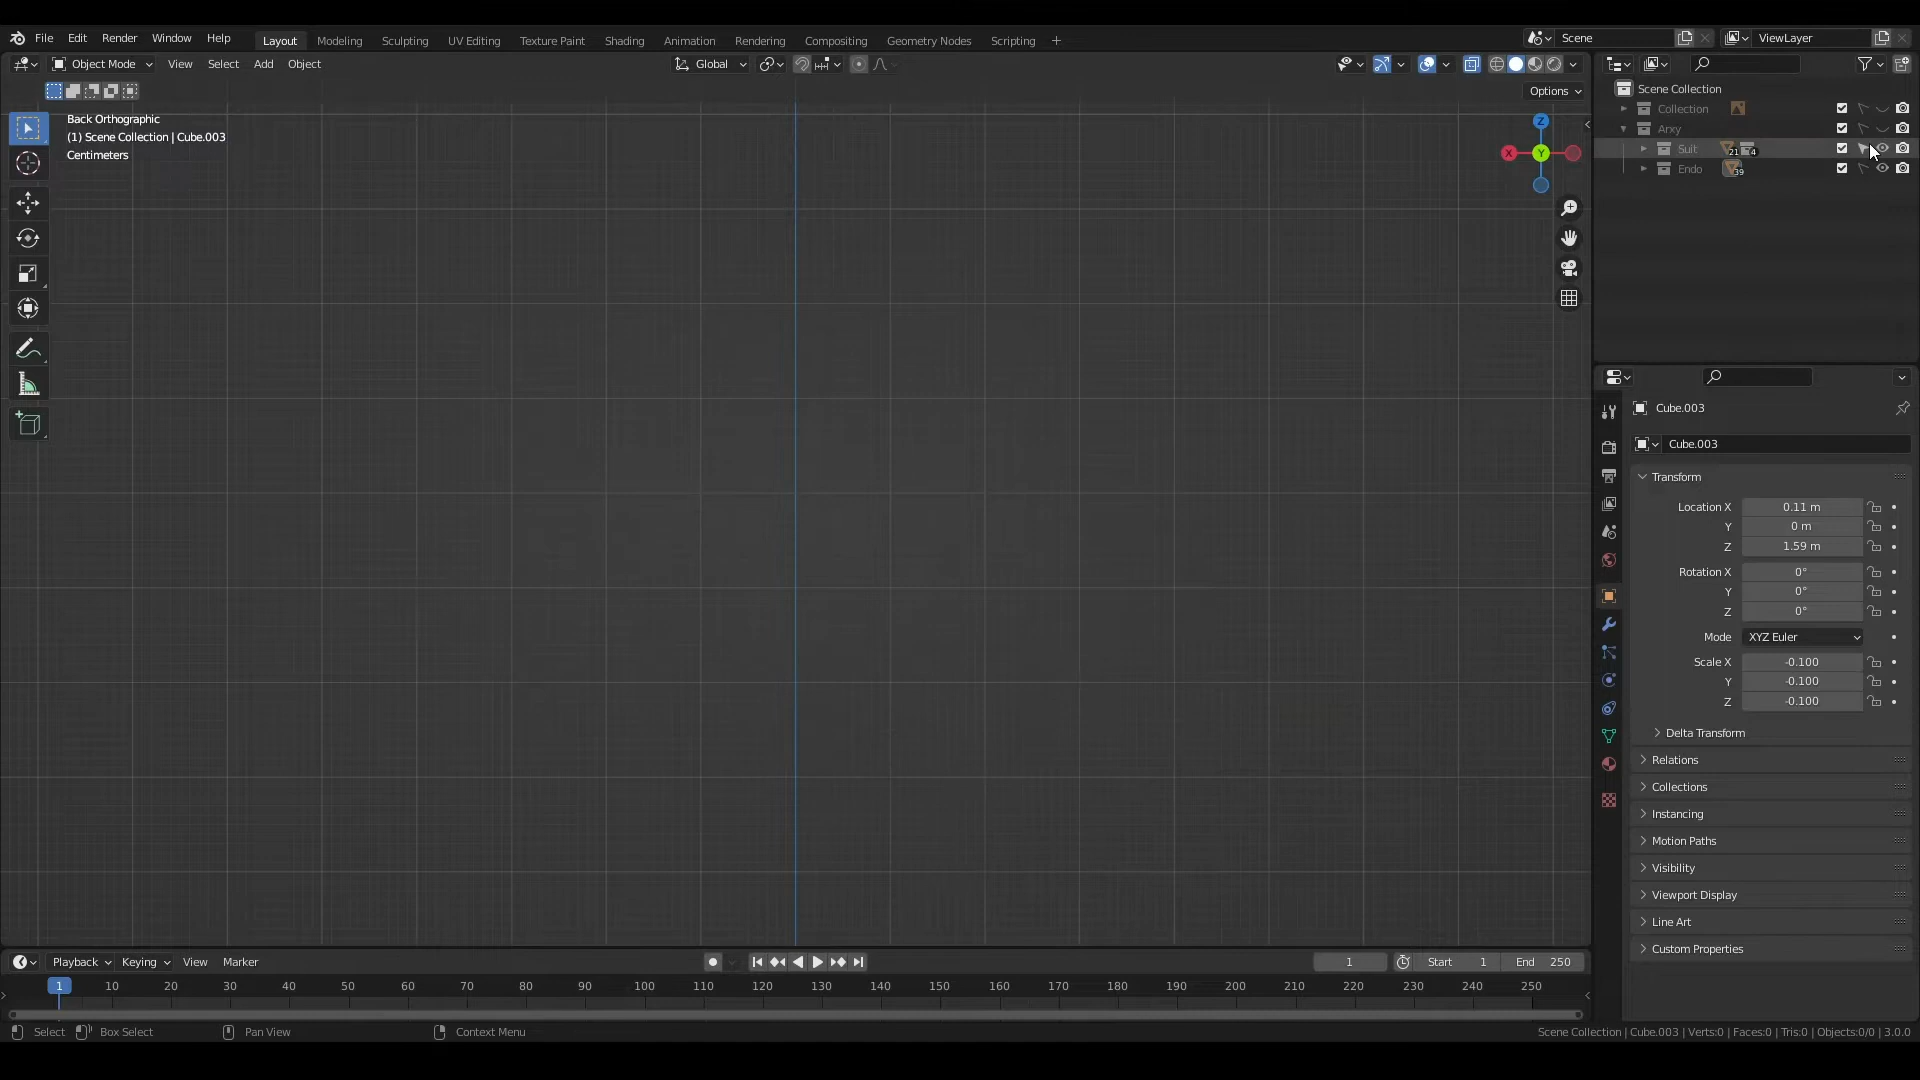 File Edit Render Window Help Layout Modeling Sculpting UV Editing Texture Paint Shading Animation Rendering Compositing Geometry Nodes Scripting Scene ViewLayer
Object Mode View Select Add Object Global
Options
Back Orthographic
(1) Scene Collection | Cube.003
Centimeters
Z
X
Y
Scene Collection
Collection
Arxy
Suit 21 4
Endo 39
Cube.003
Cube.003
Transform
Location X 0.11 m
Y 0 m
Z 1.59 m
Rotation X 0°
Y 0°
Z 0°
Mode XYZ Euler
Scale X -0.100
Y -0.100
Z -0.100
Delta Transform
Relations
Collections
Instancing
Motion Paths
Visibility
Viewport Display
Line Art
Custom Properties
Playback Keying View Marker 1 Start 1 End 250
1 10 20 30 40 50 60 70 80 90 100 110 120 130 140 150 160 170 180 190 200 210 220 230 240 250
Select Box Select Pan View Context Menu Scene Collection | Cube.003 | Verts:0 | Faces:0 | Tris:0 | Objects:0/0 | 3.0.0